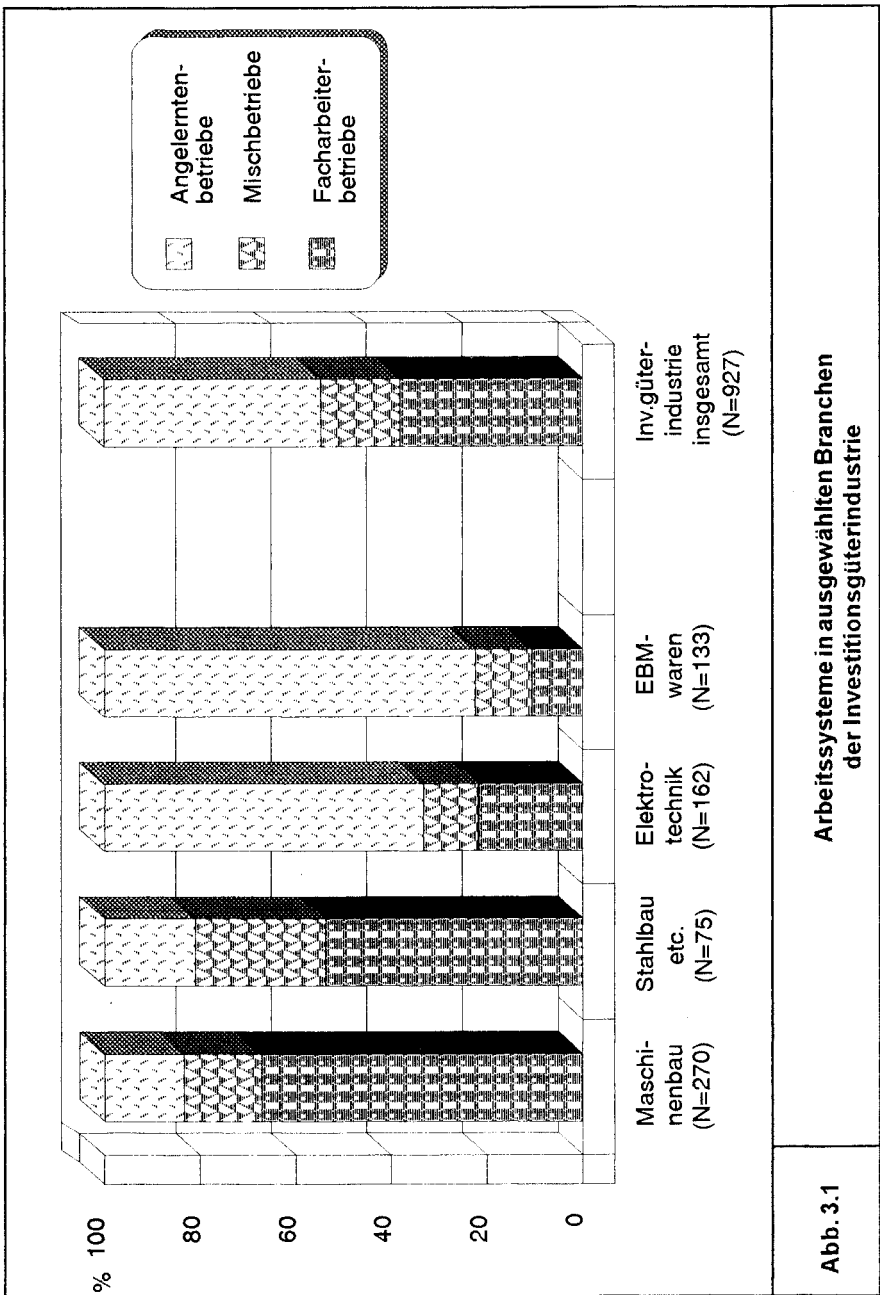 %
100
80
60
40
20
0
Maschi-
nenbau
(N=270)
Stahlbau
etc.
(N=75)
Elektro-
technik
(N=162)
EBM-
waren
(N=133)
Inv.güter-
industrie
insgesamt
(N=927)
Angelernten-
betriebe
Mischbetriebe
Facharbeiter-
betriebe
Abb. 3.1
Arbeitssysteme in ausgewählten Branchen
der Investitionsgüterindustrie